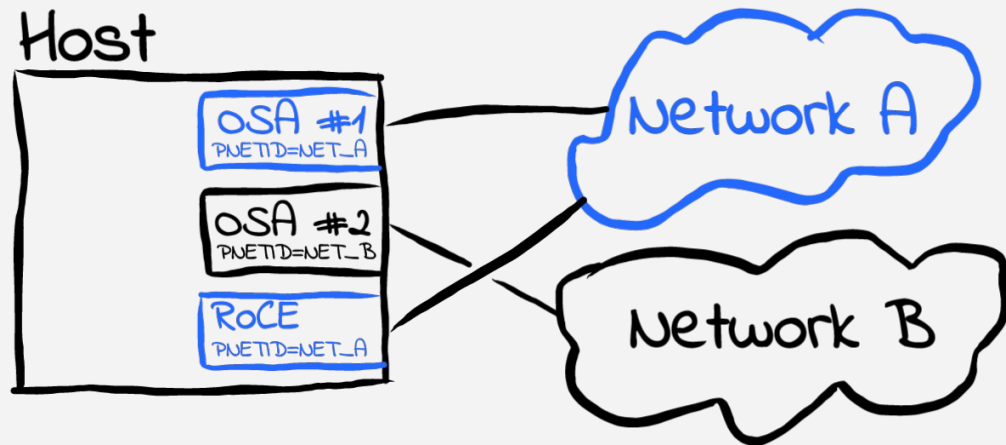 Host
OSA #1
PNETID=NET_A
OSA #2
PNETID=NET_B
RoCE
PNETID=NET_A
Network A
Network B